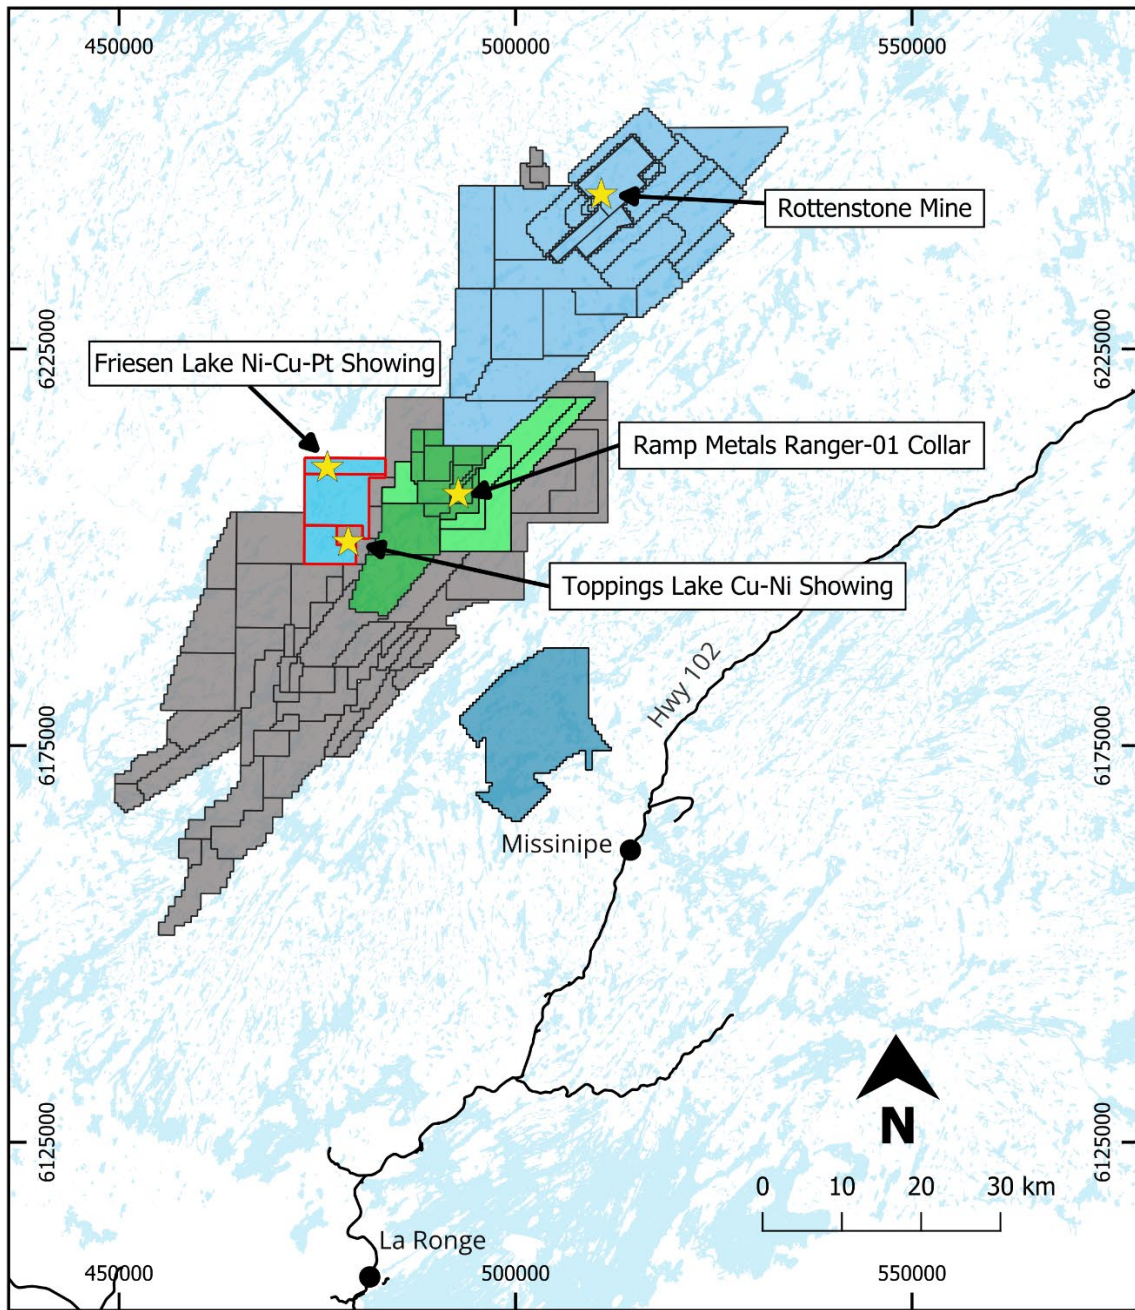 450000
500000
550000
Rottenstone Mine
6225000
6225000
Friesen Lake Ni-Cu-Pt Showing
Ramp Metals Ranger-01 Collar
Toppings Lake Cu-Ni Showing
Hwy 102
6175000
6175000
Missinipe
6125000
6125000
N
0 10 20 30 km
La Ronge
450000
500000
550000